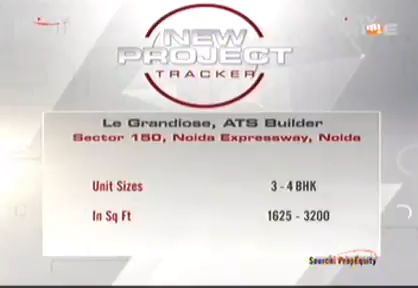 NEW
PROJECT
TRACKER
Le Grandiose, ATS Builder
Sector 150, Noida Expressway, Noida
Unit Sizes 3 - 4 BHK
In Sq Ft 1625 - 3200
Source: PropEquity